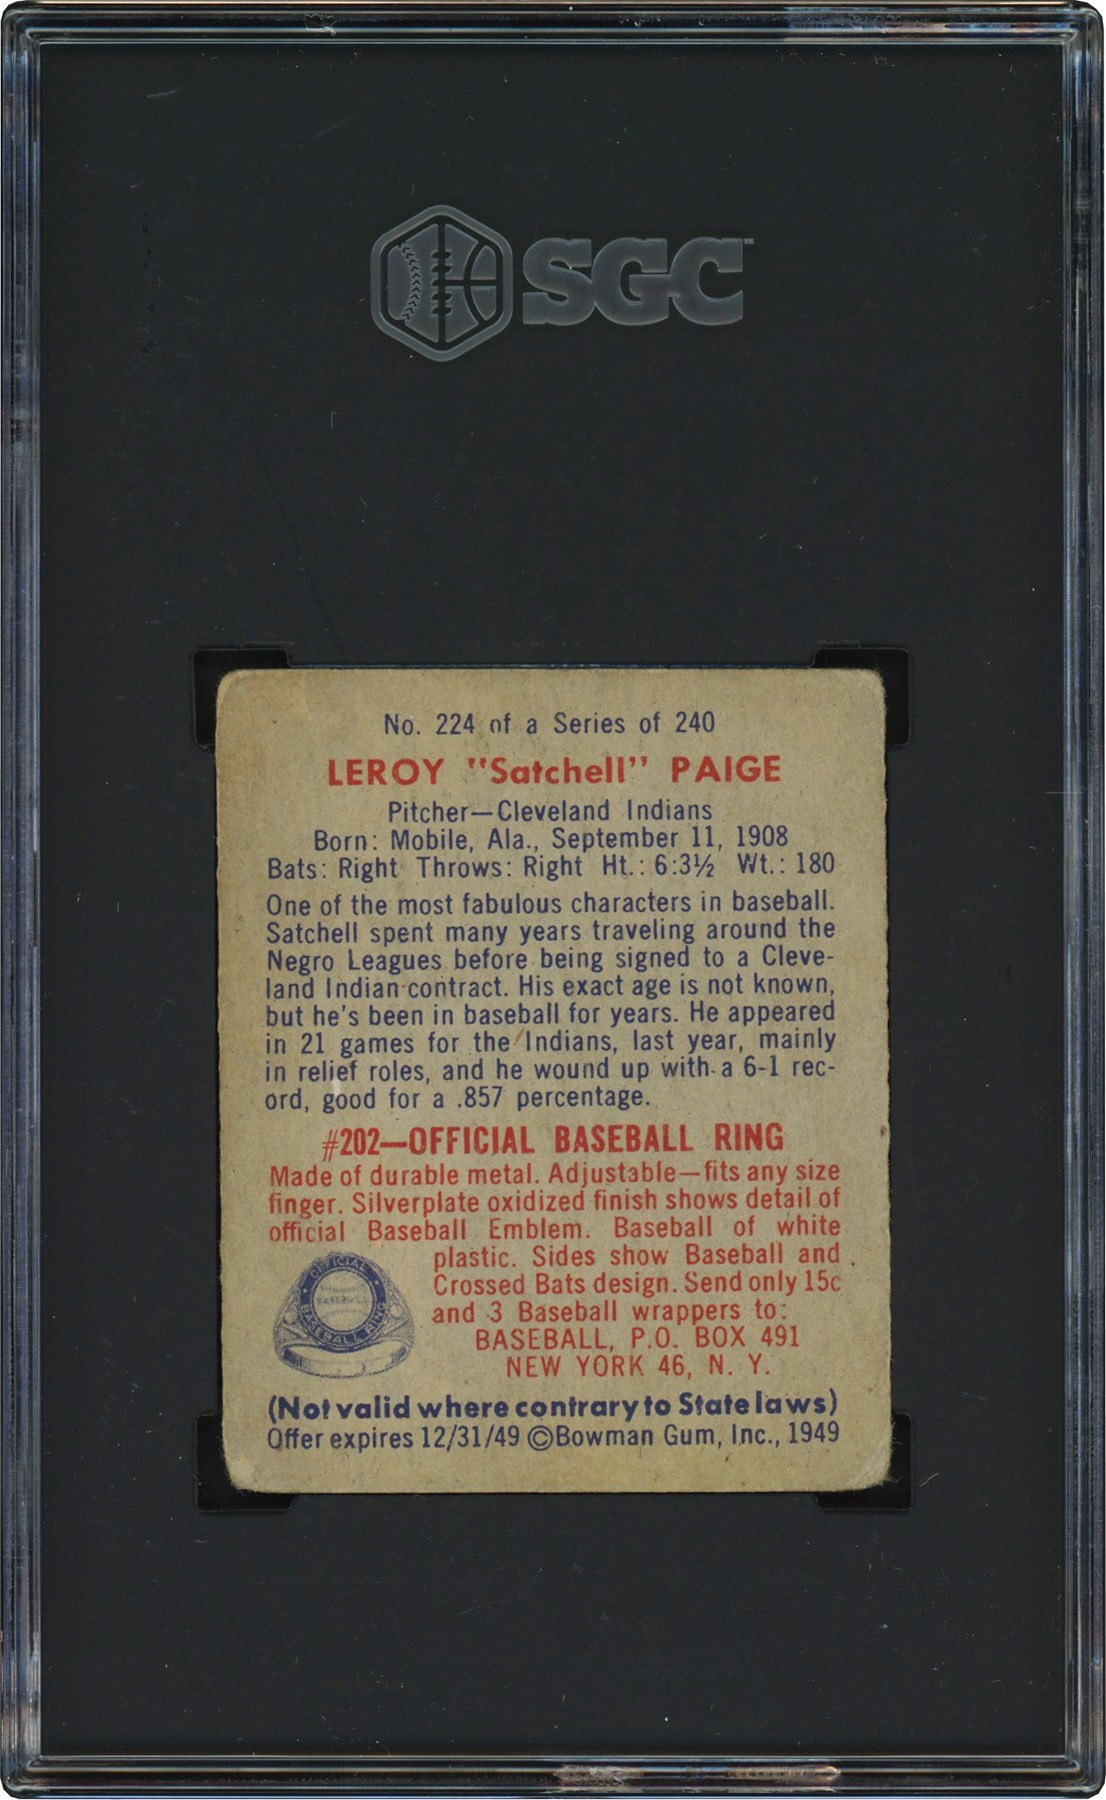 SGC
No. 224 of a Series of 240
LEROY "Satchell" PAIGE
Pitcher—Cleveland Indians
Born: Mobile, Ala., September 11, 1908
Bats: Right Throws: Right Ht.: 6:3½ Wt.: 180
One of the most fabulous characters in baseball.
Satchell spent many years traveling around the
Negro Leagues before being signed to a Cleve-
land Indian contract. His exact age is not known,
but he's been in baseball for years. He appeared
in 21 games for the Indians, last year, mainly
in relief roles, and he wound up with a 6-1 rec-
ord, good for a .857 percentage.
#202—OFFICIAL BASEBALL RING
Made of durable metal. Adjustable—fits any size
finger. Silverplate oxidized finish shows detail of
official Baseball Emblem. Baseball of white
plastic. Sides show Baseball and
Crossed Bats design. Send only 15c
and 3 Baseball wrappers to:
BASEBALL, P.O. BOX 491
NEW YORK 46, N. Y.
OFFICIAL
BASEBALL
BASEBALL RING
(Not valid where contrary to State laws)
Offer expires 12/31/49 ©Bowman Gum, Inc., 1949